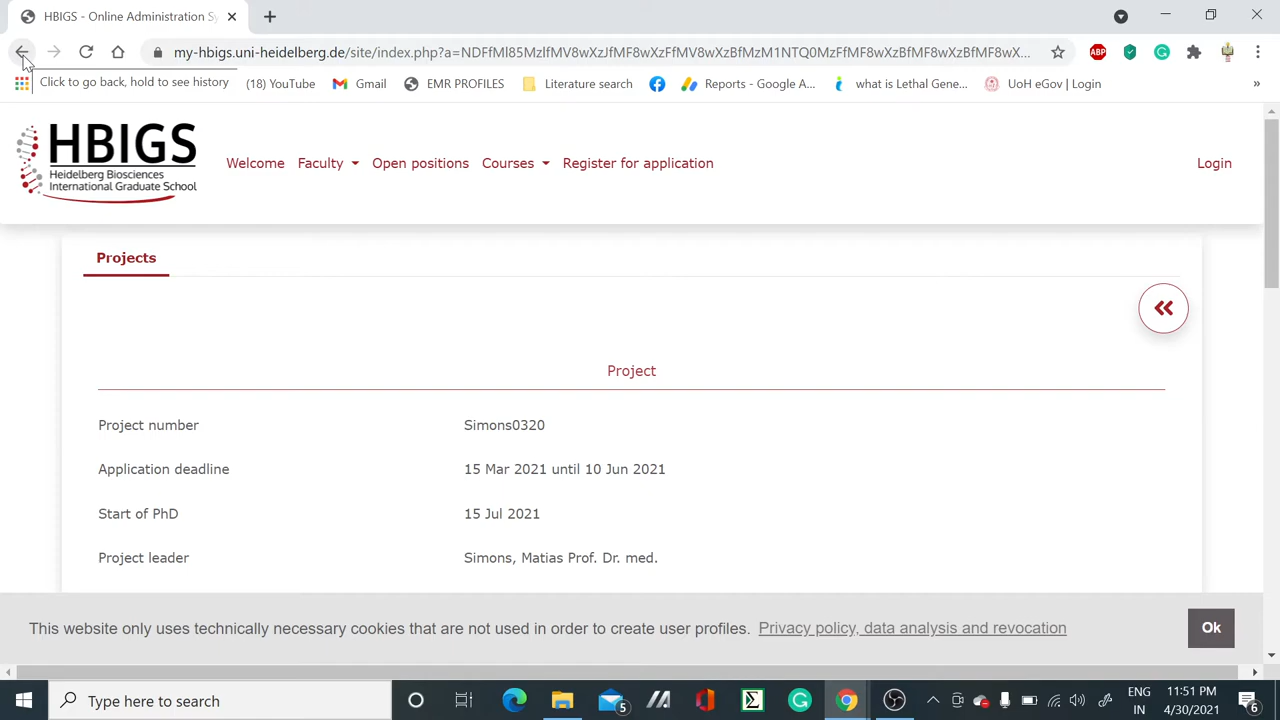 HBIGS - Online Administration Sy
my-hbigs.uni-heidelberg.de/site/index.php?a=NDFfMl85MzIfMV8wXzJfMF8wXzFfMV8wXzBfMzM1NTQ0MzFfMF8wXzBfMF8wXzBfMF8wX...
Click to go back, hold to see history
(18) YouTube
Gmail
EMR PROFILES
Literature search
Reports - Google A...
what is Lethal Gene...
UoH eGov | Login
»
HBIGS
Heidelberg Biosciences
International Graduate School
Welcome
Faculty
Open positions
Courses
Register for application
Login
Projects
Project
Project number
Simons0320
Application deadline
15 Mar 2021 until 10 Jun 2021
Start of PhD
15 Jul 2021
Project leader
Simons, Matias Prof. Dr. med.
This website only uses technically necessary cookies that are not used in order to create user profiles. Privacy policy, data analysis and revocation
Ok
Type here to search
5
ENG
IN
11:51 PM
4/30/2021
6